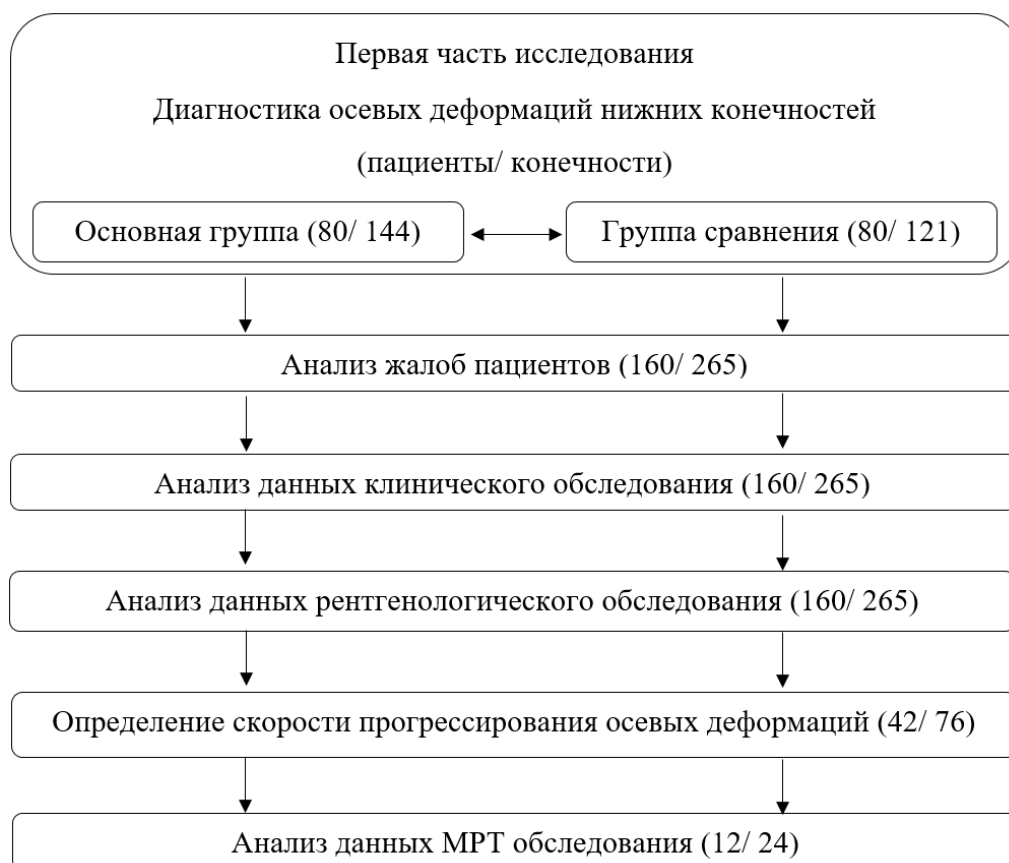 Первая часть исследования
Диагностика осевых деформаций нижних конечностей
(пациенты/ конечности)
Основная группа (80/ 144)
Группа сравнения (80/ 121)
Анализ жалоб пациентов (160/ 265)
Анализ данных клинического обследования (160/ 265)
Анализ данных рентгенологического обследования (160/ 265)
Определение скорости прогрессирования осевых деформаций (42/ 76)
Анализ данных МРТ обследования (12/ 24)